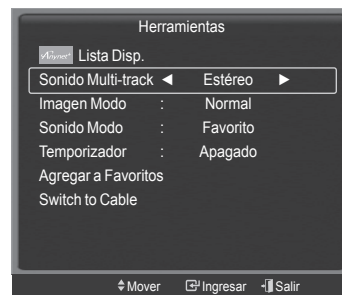 Herramientas
Anynet+ Lista Disp.
Sonido Multi-track ◄ Estéreo ►
Imagen Modo : Normal
Sonido Modo : Favorito
Temporizador : Apagado
Agregar a Favoritos
Switch to Cable
Mover Ingresar Salir